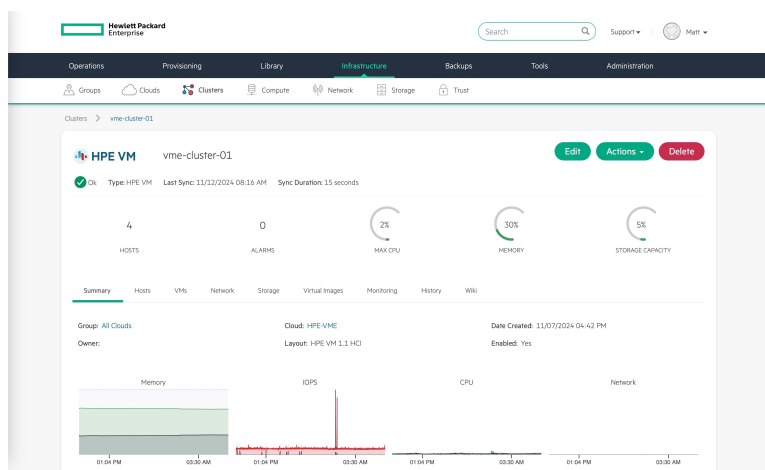 Hewlett Packard
Enterprise
Search
Support
Matt
Operations Provisioning Library Infrastructure Backups Tools Administration
Groups Clouds Clusters Compute Network Storage Trust
Clusters vme-cluster-01
HPE VM vme-cluster-01 Edit Actions Delete
Ok Type: HPE VM Last Sync: 11/12/2024 08:16 AM Sync Duration: 15 seconds
4 0 2% 30% 5%
HOSTS ALARMS MAX CPU MEMORY STORAGE CAPACITY
Summary Hosts VMs Network Storage Virtual Images Monitoring History Wiki
Group: All Clouds Cloud: HPE-VME Date Created: 11/07/2024 04:42 PM
Owner: Layout: HPE VM 1.1 HCI Enabled: Yes
Memory IOPS CPU Network
01:04 PM 03:30 AM 01:04 PM 03:30 AM 01:04 PM 03:30 AM 01:04 PM 03:30 AM